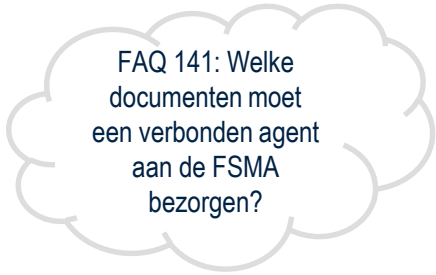 FAQ 141: Welke
documenten moet
een verbonden agent
aan de FSMA
bezorgen?